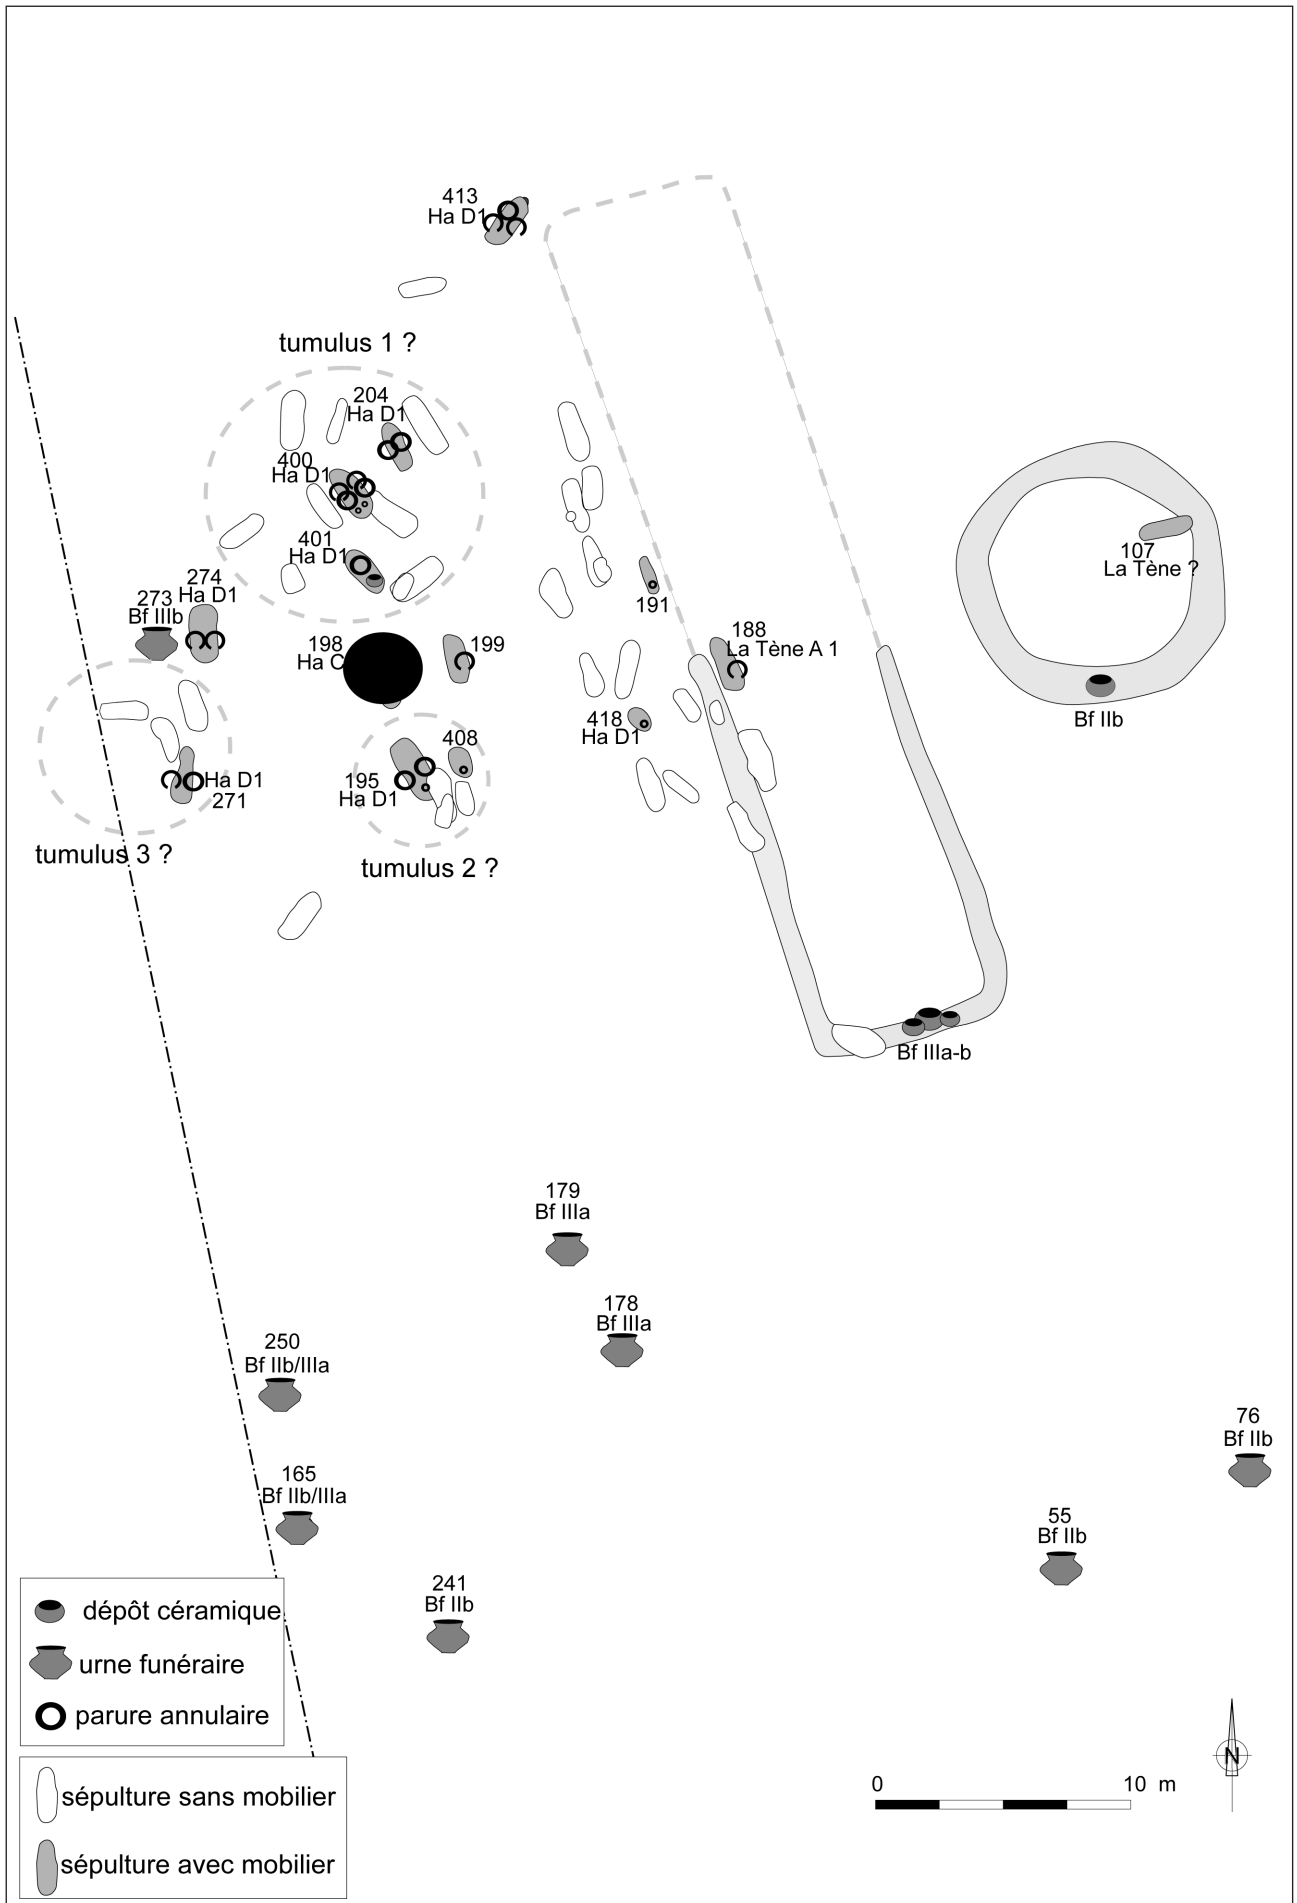 413
Ha D1
tumulus 1 ?
204
Ha D1
400
Ha D1
401
Ha D1
107
La Tène ?
274
Ha D1
273
Bf IIIb
191
198
Ha C
199
188
La Tène A 1
Bf IIb
418
Ha D1
408
195
Ha D1
Ha D1
271
tumulus 3 ?
tumulus 2 ?
Bf IIIa-b
179
Bf IIIa
178
Bf IIIa
250
Bf IIb/IIIa
76
Bf IIb
165
Bf IIb/IIIa
55
Bf IIb
241
Bf IIb
dépôt céramique
urne funéraire
parure annulaire
sépulture sans mobilier
sépulture avec mobilier
0 10 m
N